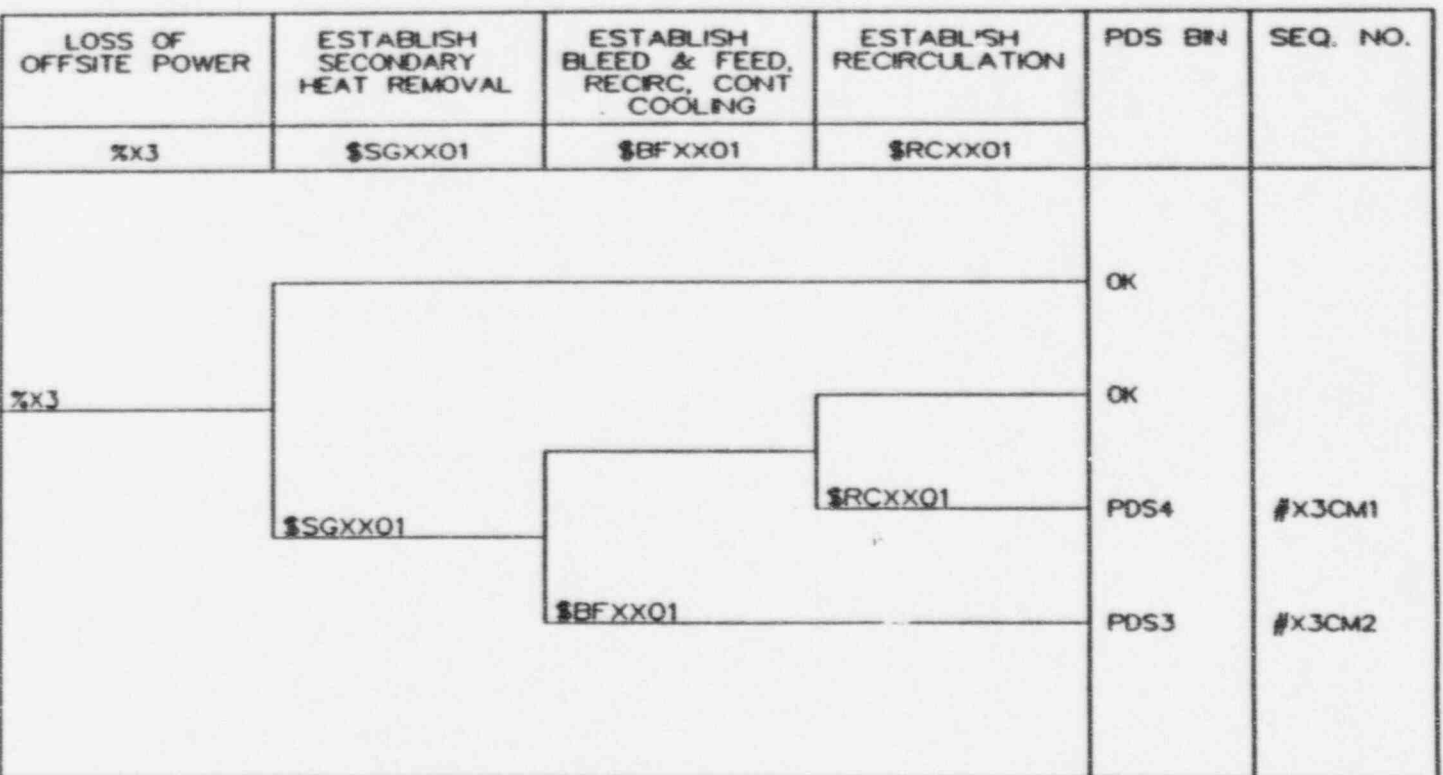 LOSS OF
OFFSITE POWER
ESTABLISH
SECONDARY
HEAT REMOVAL
ESTABLISH
BLEED & FEED,
RECIRC, CONT
COOLING
ESTABL'SH
RECIRCULATION
PDS BIN
SEQ. NO.
%X3
$SGXX01
$BFXX01
$RCXX01
OK
%X3
OK
$RCXX01
PDS4
#X3CM1
$SGXX01
$BFXX01
PDS3
#X3CM2